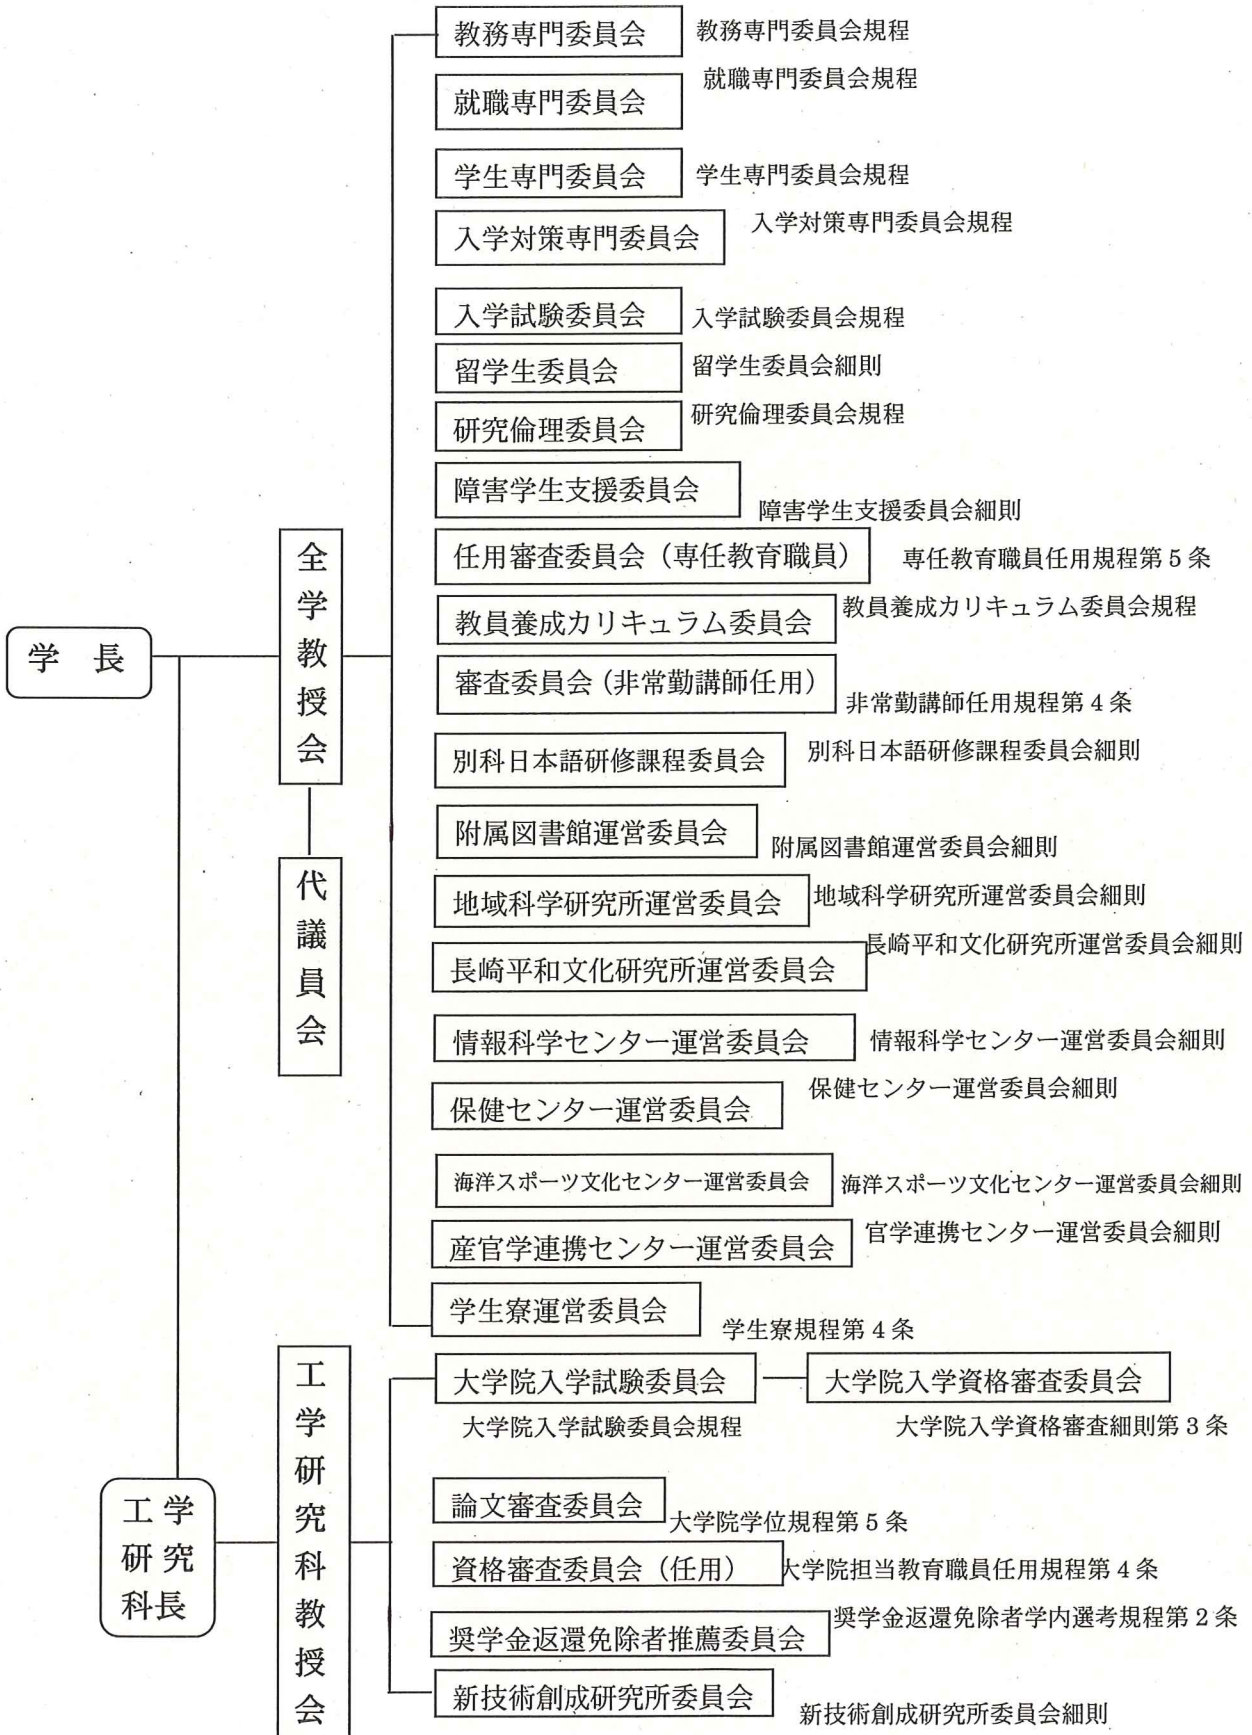 教務専門委員会 教務専門委員会規程
就職専門委員会 就職専門委員会規程
学生専門委員会 学生専門委員会規程
入学対策専門委員会 入学対策専門委員会規程
入学試験委員会 入学試験委員会規程
留学生委員会 留学生委員会細則
研究倫理委員会 研究倫理委員会規程
障害学生支援委員会 障害学生支援委員会細則
任用審査委員会（専任教育職員） 専任教育職員任用規程第5条
教員養成カリキュラム委員会 教員養成カリキュラム委員会規程
審査委員会（非常勤講師任用） 非常勤講師任用規程第4条
別科日本語研修課程委員会 別科日本語研修課程委員会細則
附属図書館運営委員会 附属図書館運営委員会細則
地域科学研究所運営委員会 地域科学研究所運営委員会細則
長崎平和文化研究所運営委員会 長崎平和文化研究所運営委員会細則
情報科学センター運営委員会 情報科学センター運営委員会細則
保健センター運営委員会 保健センター運営委員会細則
海洋スポーツ文化センター運営委員会 海洋スポーツ文化センター運営委員会細則
産官学連携センター運営委員会 官学連携センター運営委員会細則
学生寮運営委員会 学生寮規程第4条
学 長
全学教授会
代議員会
工学
研究
科長
工学研究科教授会
大学院入学試験委員会 大学院入学資格審査委員会
大学院入学試験委員会規程 大学院入学資格審査細則第3条
論文審査委員会 大学院学位規程第5条
資格審査委員会（任用） 大学院担当教育職員任用規程第4条
奨学金返還免除者推薦委員会 奨学金返還免除者学内選考規程第2条
新技術創成研究所委員会 新技術創成研究所委員会細則